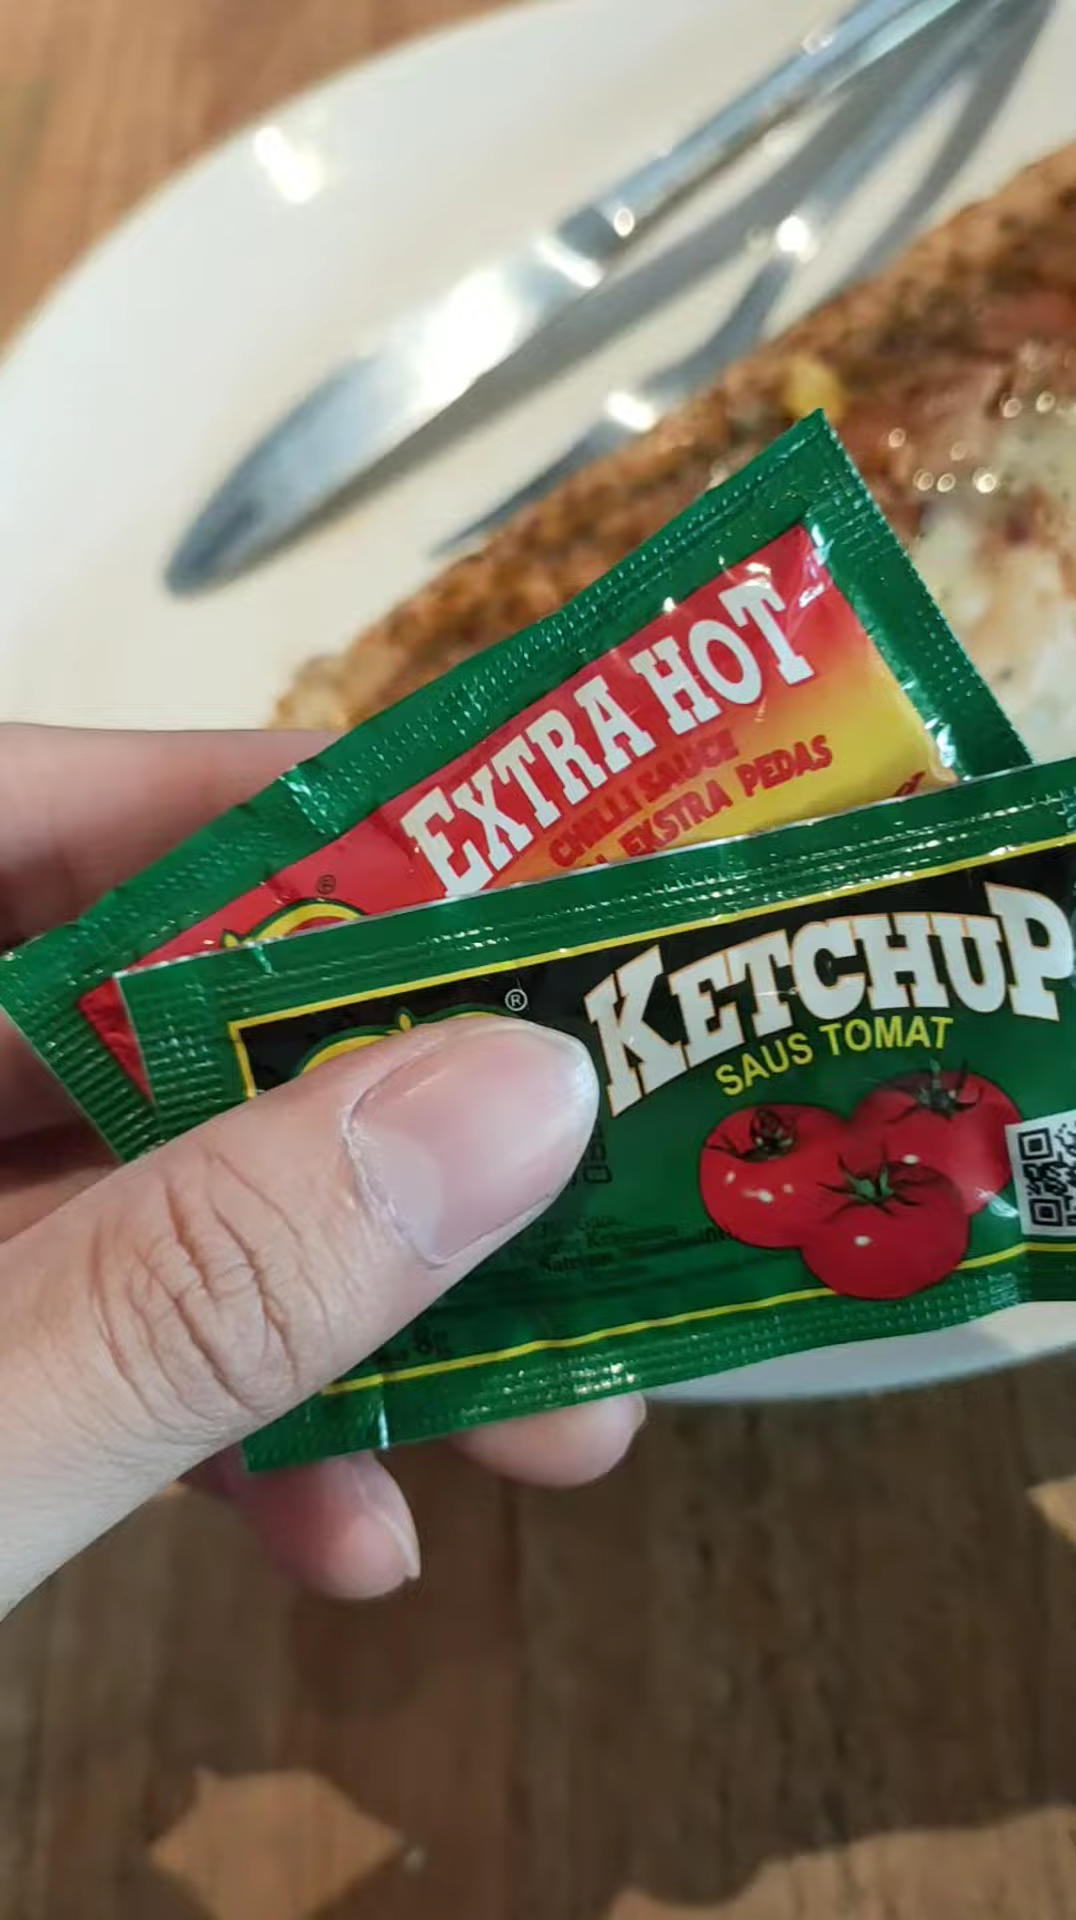 EXTRA HOT
CHILLI SAUCE
EKSTRA PEDAS
®
®
KETCHUP
SAUS TOMAT